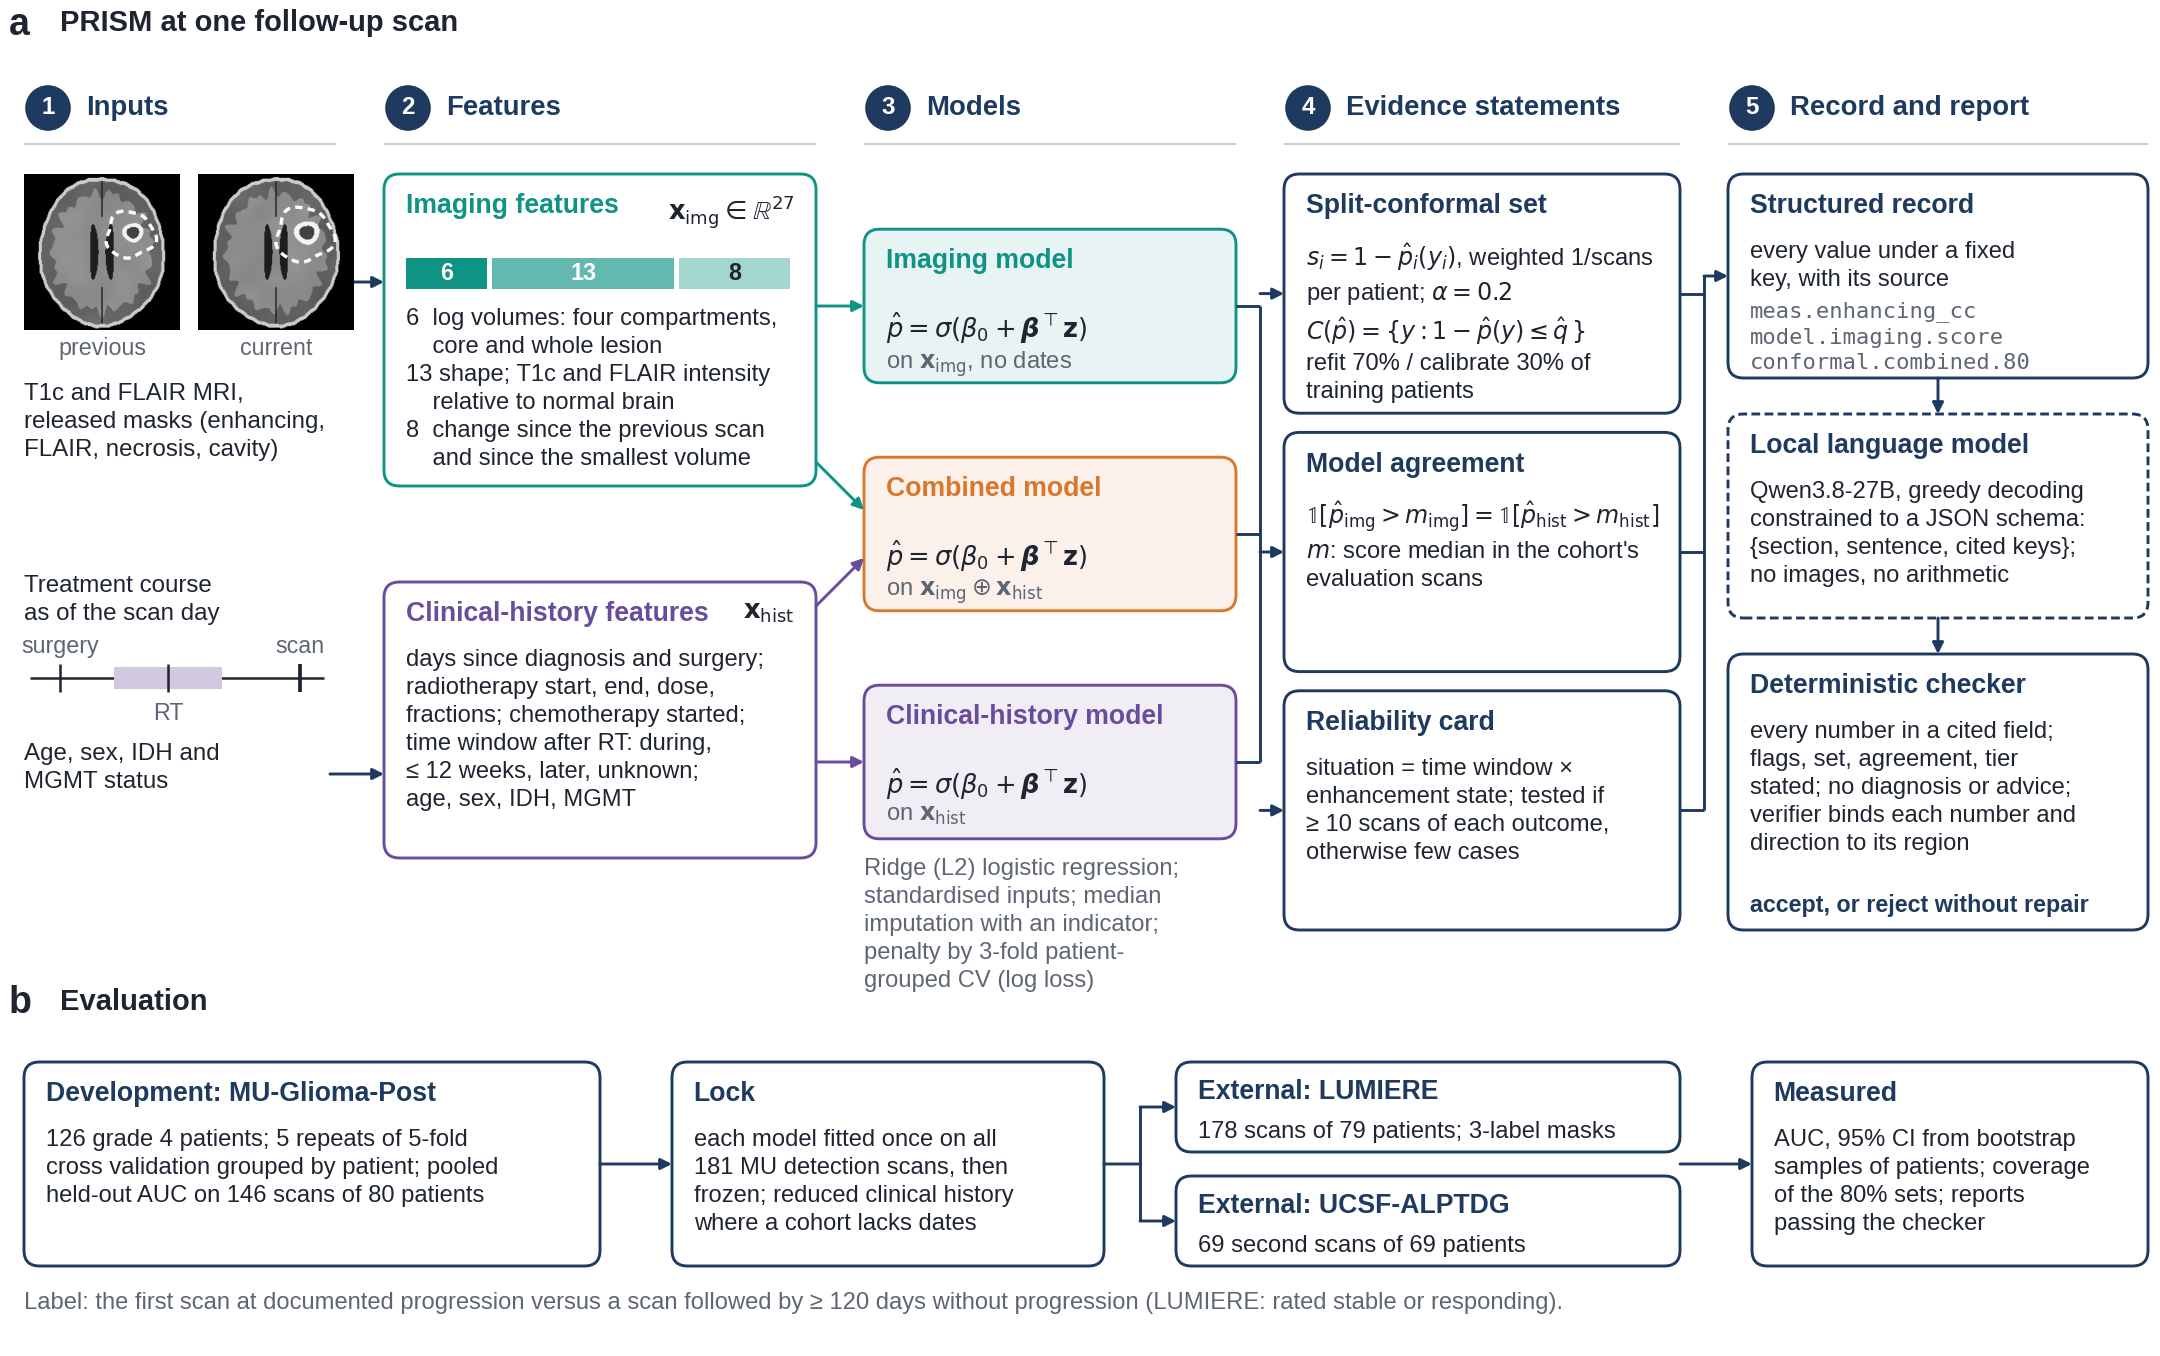 a PRISM at one follow-up scan
1 Inputs
previous
current
T1c and FLAIR MRI,
released masks (enhancing,
FLAIR, necrosis, cavity)
Treatment course
as of the scan day
surgery
scan
RT
Age, sex, IDH and
MGMT status
2 Features
Imaging features
x_img ∈ ℝ^27
6 13 8
6 log volumes: four compartments,
core and whole lesion
13 shape; T1c and FLAIR intensity
relative to normal brain
8 change since the previous scan
and since the smallest volume
Clinical-history features x_hist
days since diagnosis and surgery;
radiotherapy start, end, dose,
fractions; chemotherapy started;
time window after RT: during,
≤ 12 weeks, later, unknown;
age, sex, IDH, MGMT
3 Models
Imaging model
p̂ = σ(β₀ + β^⊤ z)
on x_img, no dates
Combined model
p̂ = σ(β₀ + β^⊤ z)
on x_img ⊕ x_hist
Clinical-history model
p̂ = σ(β₀ + β^⊤ z)
on x_hist
Ridge (L2) logistic regression;
standardised inputs; median
imputation with an indicator;
penalty by 3-fold patient-
grouped CV (log loss)
4 Evidence statements
Split-conformal set
s_i = 1 − p̂_i(y_i), weighted 1/scans
per patient; α = 0.2
C(p̂) = {y : 1 − p̂(y) ≤ q̂ }
refit 70% / calibrate 30% of
training patients
Model agreement
𝟙[p̂_img > m_img] = 𝟙[p̂_hist > m_hist]
m: score median in the cohort's
evaluation scans
Reliability card
situation = time window ×
enhancement state; tested if
≥ 10 scans of each outcome,
otherwise few cases
5 Record and report
Structured record
every value under a fixed
key, with its source
meas.enhancing_cc
model.imaging.score
conformal.combined.80
Local language model
Qwen3.8-27B, greedy decoding
constrained to a JSON schema:
{section, sentence, cited keys};
no images, no arithmetic
Deterministic checker
every number in a cited field;
flags, set, agreement, tier
stated; no diagnosis or advice;
verifier binds each number and
direction to its region
accept, or reject without repair
b Evaluation
Development: MU-Glioma-Post
126 grade 4 patients; 5 repeats of 5-fold
cross validation grouped by patient; pooled
held-out AUC on 146 scans of 80 patients
Lock
each model fitted once on all
181 MU detection scans, then
frozen; reduced clinical history
where a cohort lacks dates
External: LUMIERE
178 scans of 79 patients; 3-label masks
External: UCSF-ALPTDG
69 second scans of 69 patients
Measured
AUC, 95% CI from bootstrap
samples of patients; coverage
of the 80% sets; reports
passing the checker
Label: the first scan at documented progression versus a scan followed by ≥ 120 days without progression (LUMIERE: rated stable or responding).